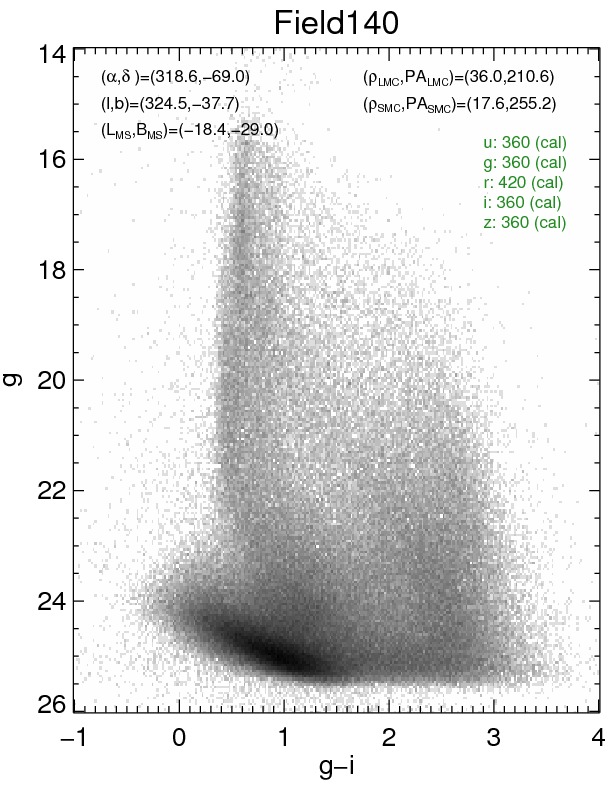 Field140
14
(α,δ )=(318.6,−69.0)
(ρLMC,PALMC)=(36.0,210.6)
(l,b)=(324.5,−37.7)
(ρSMC,PASMC)=(17.6,255.2)
(LMS,BMS)=(−18.4,−29.0)
u: 360 (cal)
16
g: 360 (cal)
r: 420 (cal)
i: 360 (cal)
z: 360 (cal)
18
g
20
22
24
26
−1 0 1 2 3 4
g−i